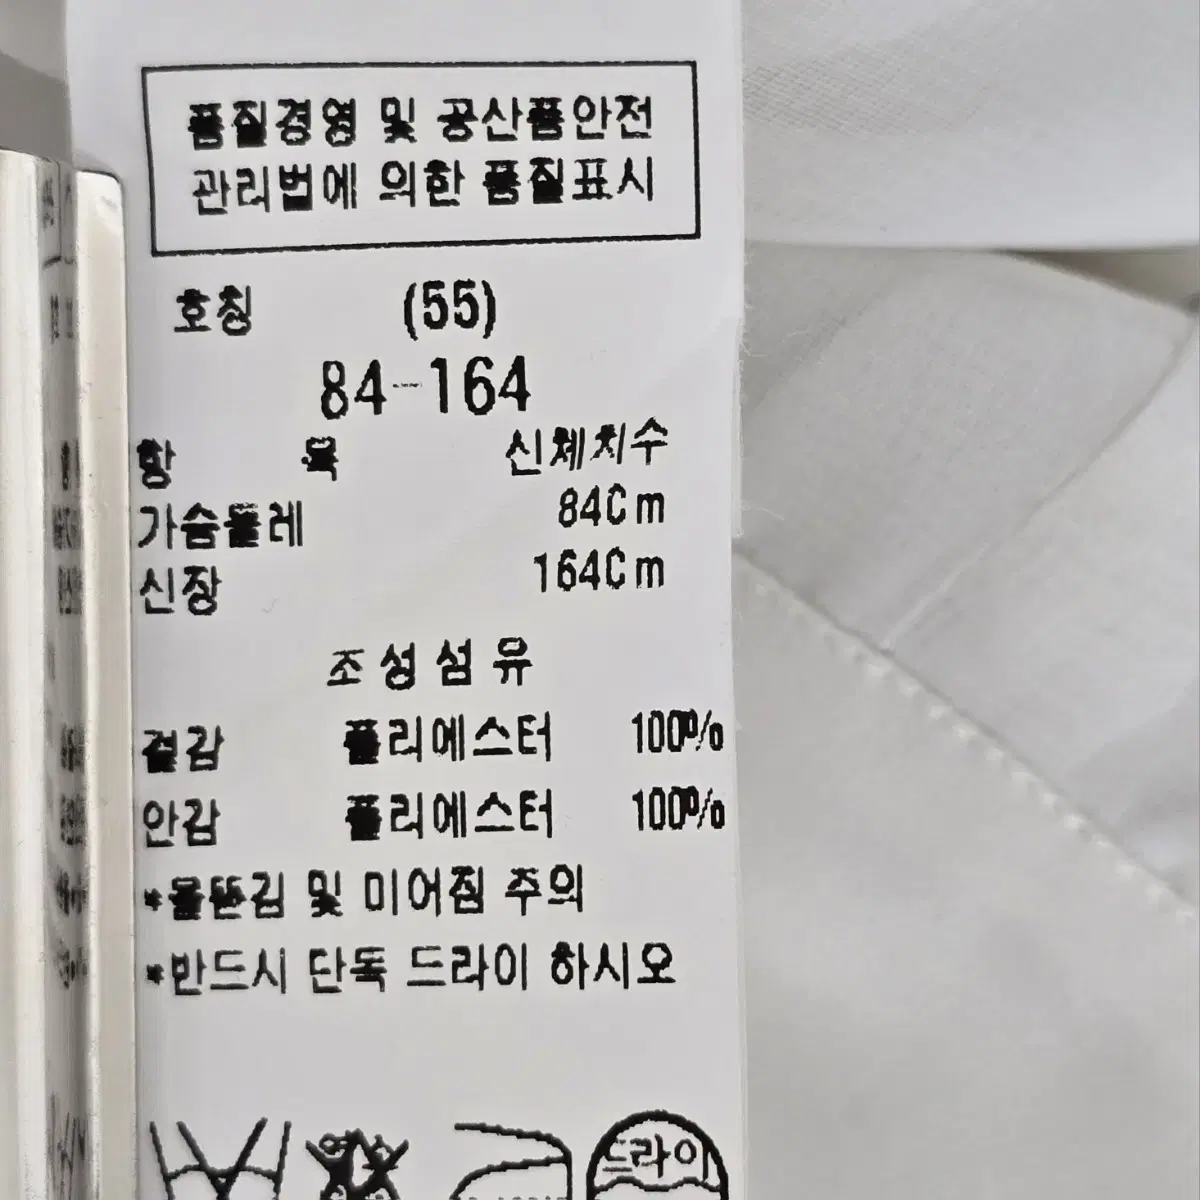 품질경영 및 공산품안전
관리법에 의한 품질표시
호칭 (55)
84-164
항 목 신체치수
가슴둘레 84Cm
신장 164Cm
조성섬유
겉감 폴리에스터 100%
안감 폴리에스터 100%
*올뜯김 및 미어짐 주의
*반드시 단독 드라이 하시오
드라이